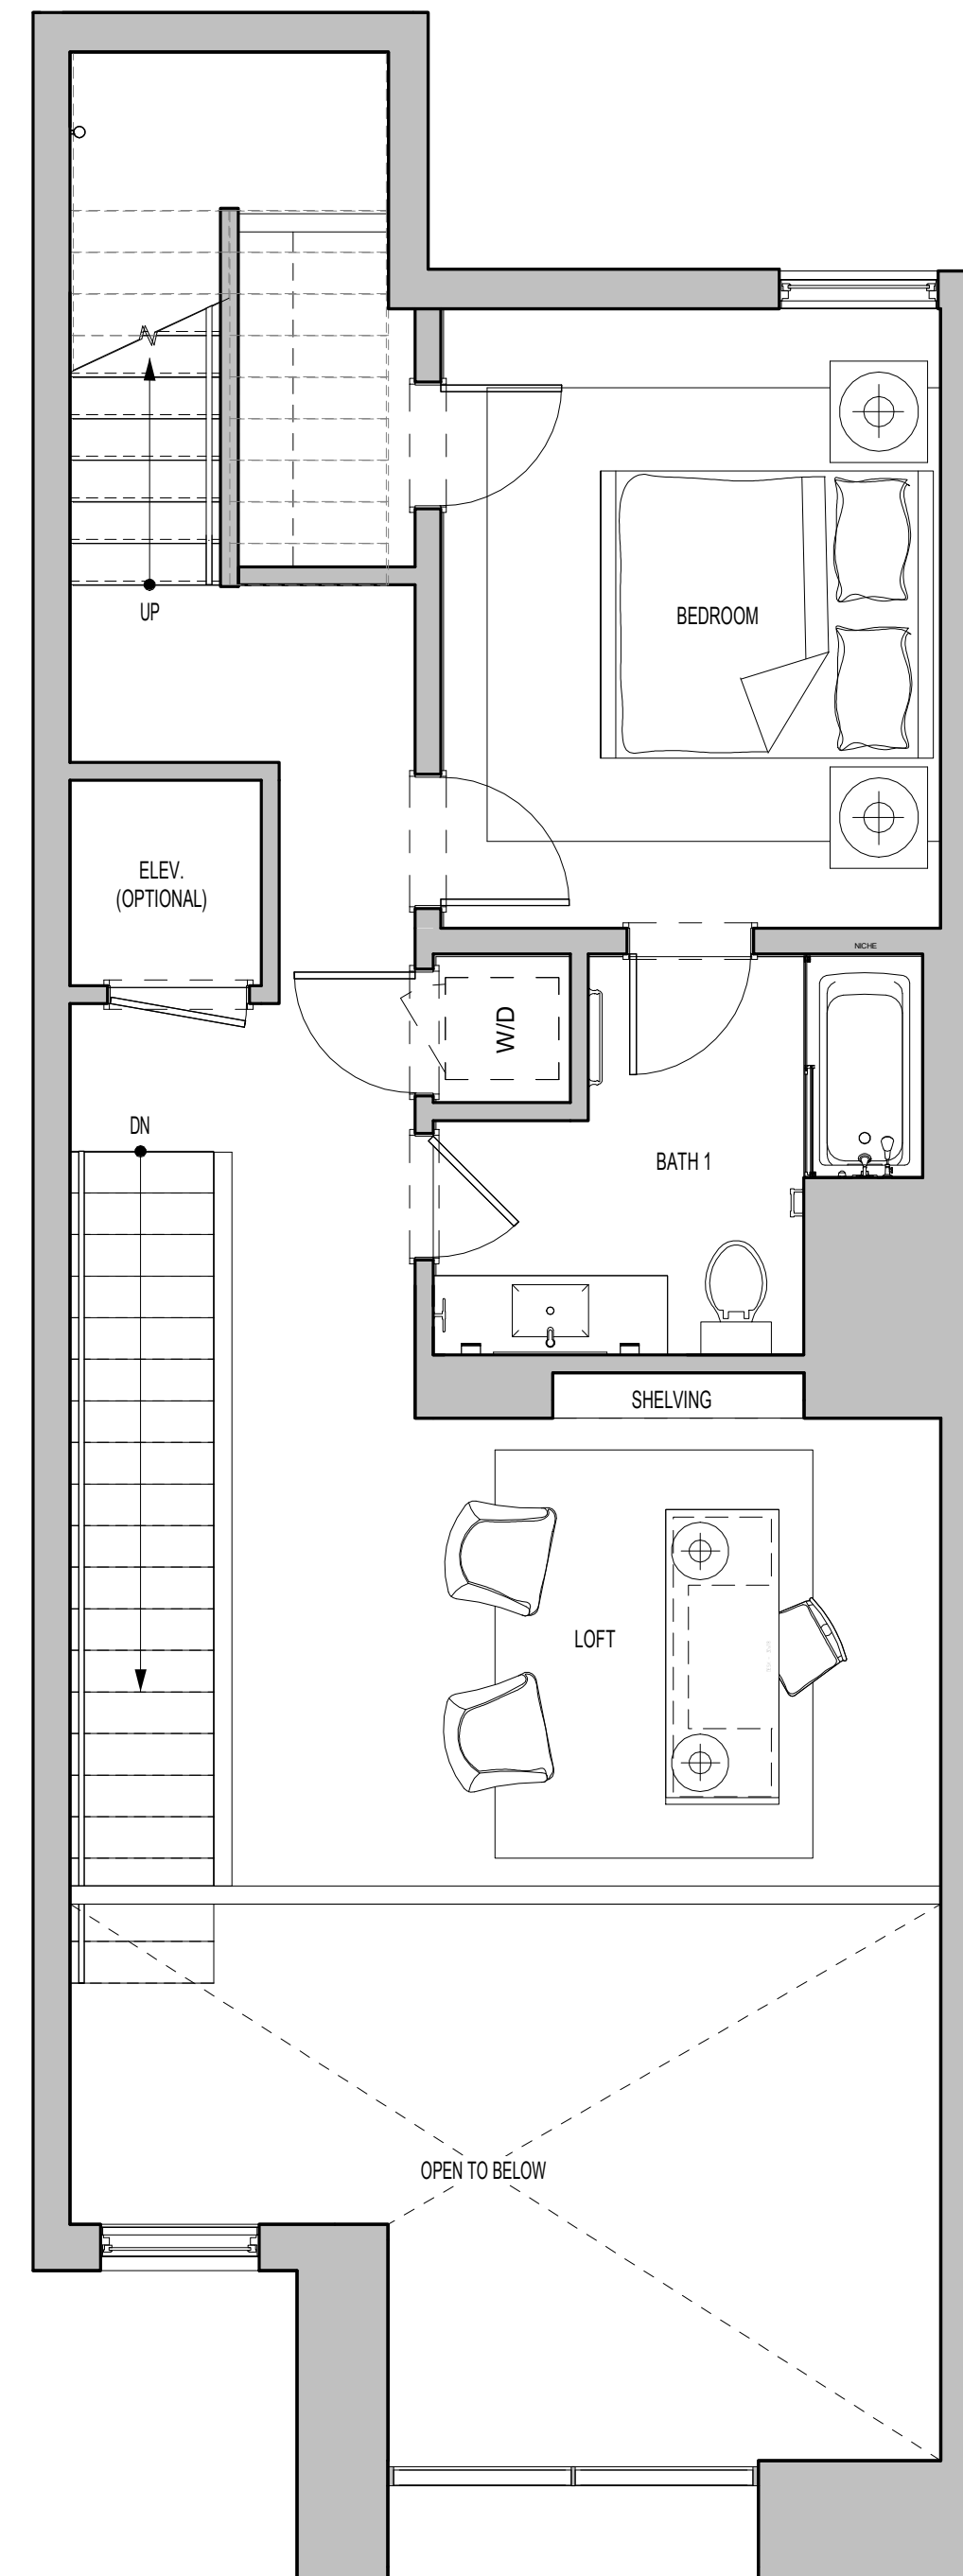 UP
BEDROOM
ELEV.
(OPTIONAL)
NICHE
W/D
DN
BATH 1
SHELVING
LOFT
OPEN TO BELOW